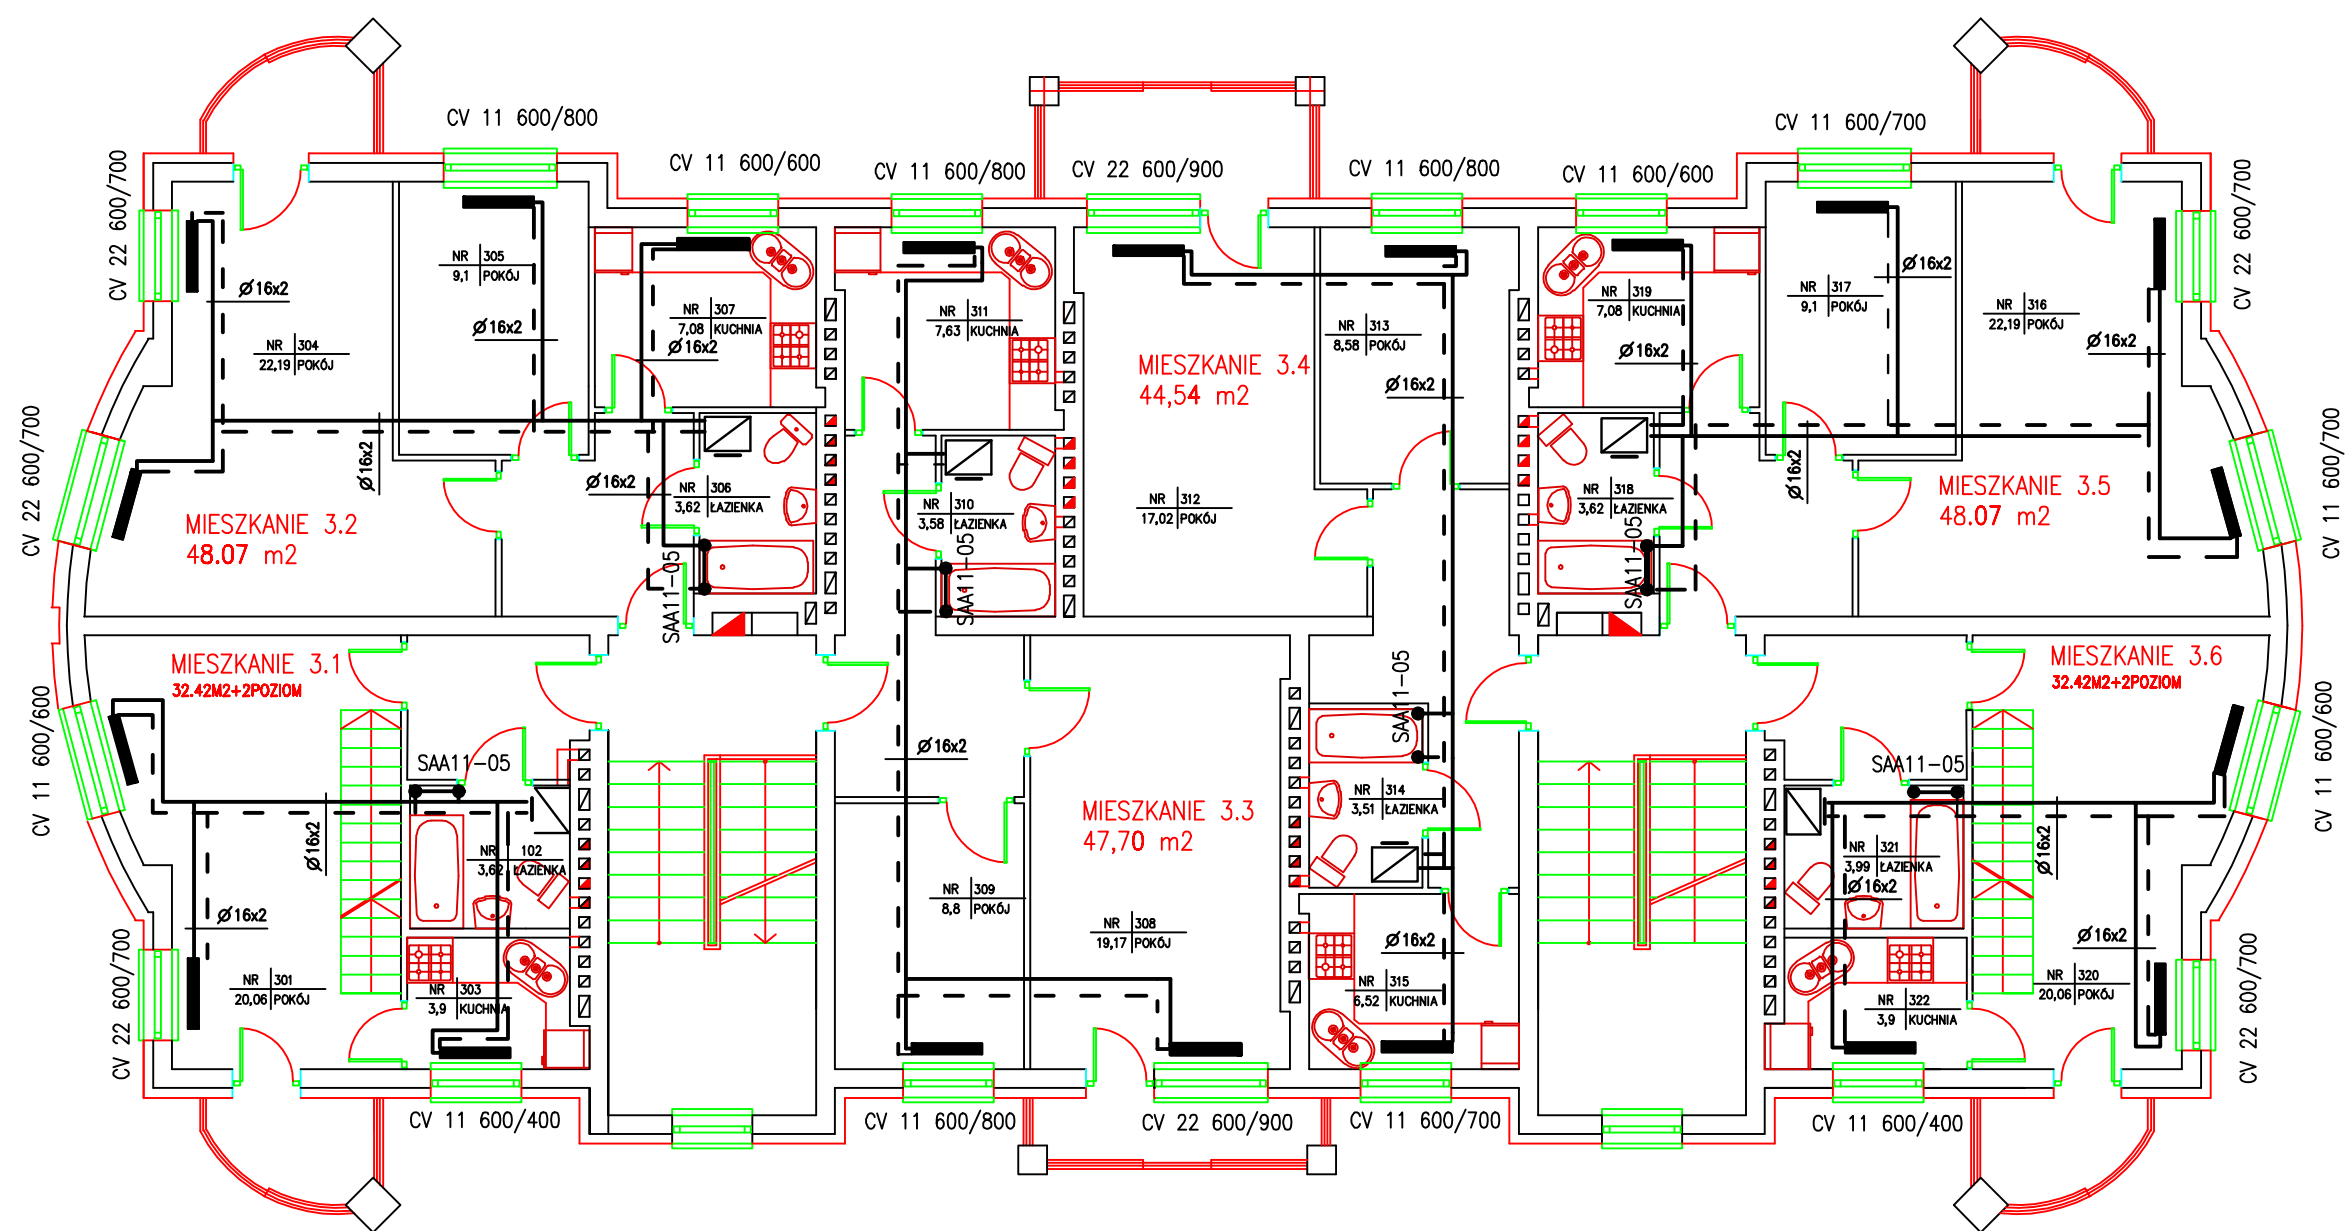 CV 11 600/800
CV 11 600/600
CV 11 600/800
CV 22 600/900
CV 11 600/800
CV 11 600/600
CV 11 600/700
CV 22 600/700
CV 22 600/700
NR 305
9,1 POKÓJ
Ø16x2
Ø16x2
NR 304
22,19 POKÓJ
NR 307
7,08 KUCHNIA
Ø16x2
NR 311
7,63 KUCHNIA
MIESZKANIE 3.4
44,54 m2
NR 313
8,58 POKÓJ
Ø16x2
NR 319
7,08 KUCHNIA
Ø16x2
NR 317
9,1 POKÓJ
Ø16x2
NR 316
22,19 POKÓJ
Ø16x2
CV 22 600/700
CV 11 600/700
Ø16x2
Ø16x2
NR 306
3,62 ŁAZIENKA
MIESZKANIE 3.2
48.07 m2
NR 310
3,58 ŁAZIENKA
NR 312
17,02 POKÓJ
NR 318
3,62 ŁAZIENKA
Ø16x2
MIESZKANIE 3.5
48.07 m2
SAA11-05
SAA11-05
SAA11-05
MIESZKANIE 3.1
32.42M2+2POZIOM
MIESZKANIE 3.6
32.42M2+2POZIOM
CV 11 600/600
CV 11 600/600
SAA11-05
SAA11-05
SAA11-05
Ø16x2
MIESZKANIE 3.3
47,70 m2
NR 314
3,51 ŁAZIENKA
Ø16x2
NR 102
3,62 ŁAZIENKA
Ø16x2
NR 321
3,99 ŁAZIENKA
Ø16x2
Ø16x2
NR 309
8,8 POKÓJ
NR 308
19,17 POKÓJ
Ø16x2
Ø16x2
NR 301
20,06 POKÓJ
NR 303
3,9 KUCHNIA
NR 315
6,52 KUCHNIA
NR 322
3,9 KUCHNIA
NR 320
20,06 POKÓJ
CV 22 600/700
CV 22 600/700
CV 11 600/400
CV 11 600/800
CV 22 600/900
CV 11 600/700
CV 11 600/400